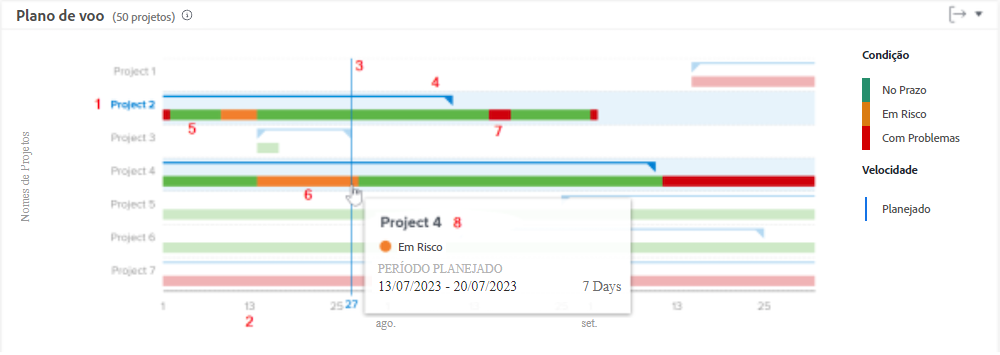 Plano de voo (50 projetos)
Condição
No Prazo
Em Risco
Com Problemas
Velocidade
Planejado
Nomes de Projetos
Project 1
3
4
1 Project 2
5
7
Project 3
Project 4
6
Project 5
Project 6
Project 7
Project 4 8
Em Risco
PERÍODO PLANEJADO
13/07/2023 - 20/07/2023 7 Days
1 13 25 27 13 25
2
ago. set.